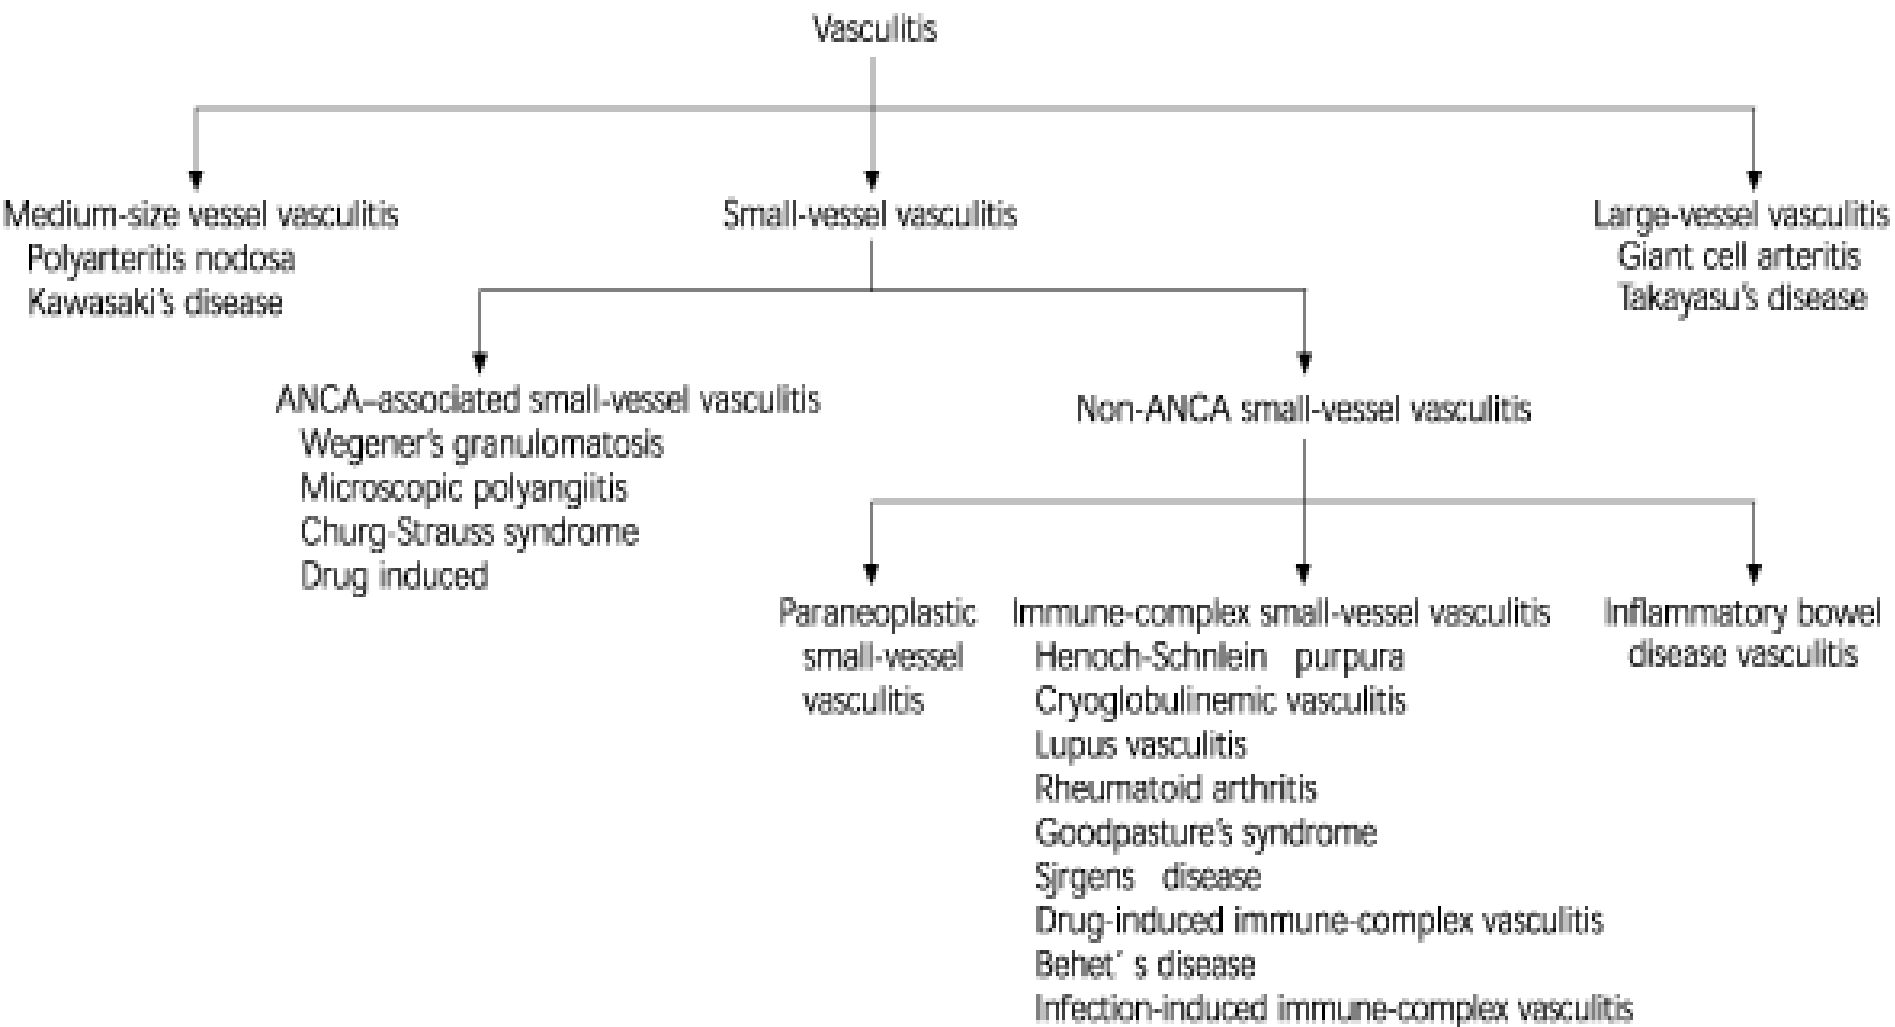 Vasculitis
Medium-size vessel vasculitis
Polyarteritis nodosa
Kawasaki's disease
Small-vessel vasculitis
Large-vessel vasculitis
Giant cell arteritis
Takayasu's disease
ANCA–associated small-vessel vasculitis
Wegener's granulomatosis
Microscopic polyangiitis
Churg-Strauss syndrome
Drug induced
Non-ANCA small-vessel vasculitis
Paraneoplastic
small-vessel
vasculitis
Immune-complex small-vessel vasculitis
Henoch-Schnlein purpura
Cryoglobulinemic vasculitis
Lupus vasculitis
Rheumatoid arthritis
Goodpasture's syndrome
Sjrgens disease
Drug-induced immune-complex vasculitis
Behet´ s disease
Infection-induced immune-complex vasculitis
Inflammatory bowel
disease vasculitis